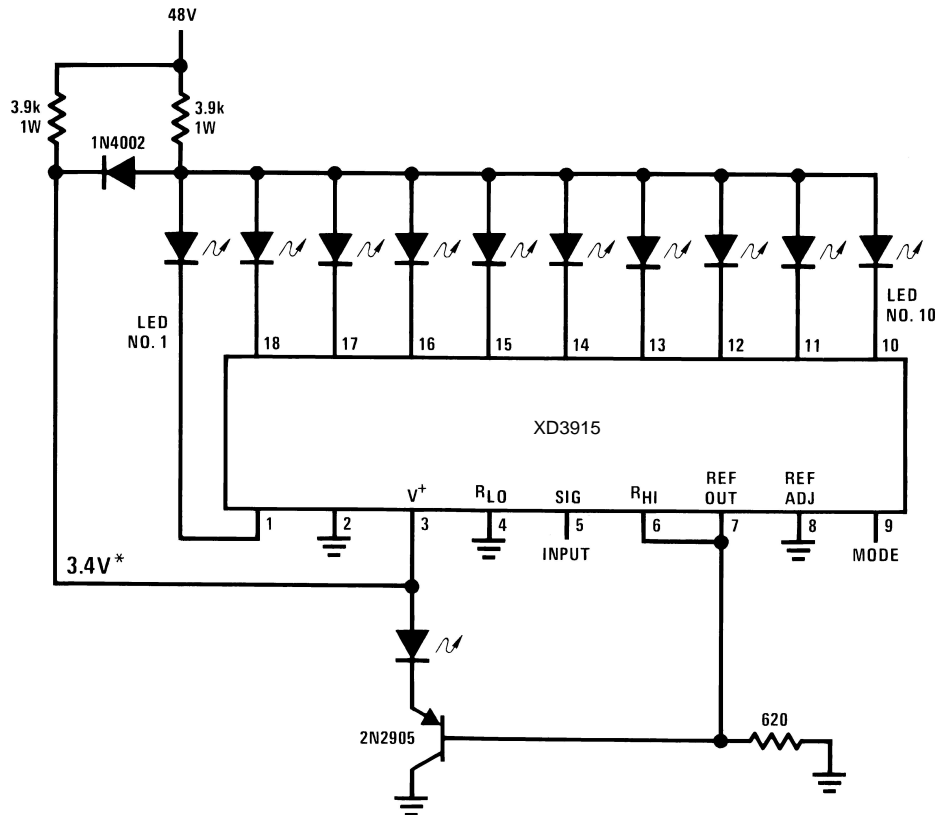 48V
3.9k
1W
3.9k
1W
1N4002
LED
NO. 1
LED
NO. 10
18
17
16
15
14
13
12
11
10
XD3915
V+
RLO
SIG
RHI
REF
OUT
REF
ADJ
1
2
3
4
5
6
7
8
9
INPUT
MODE
3.4V*
2N2905
620